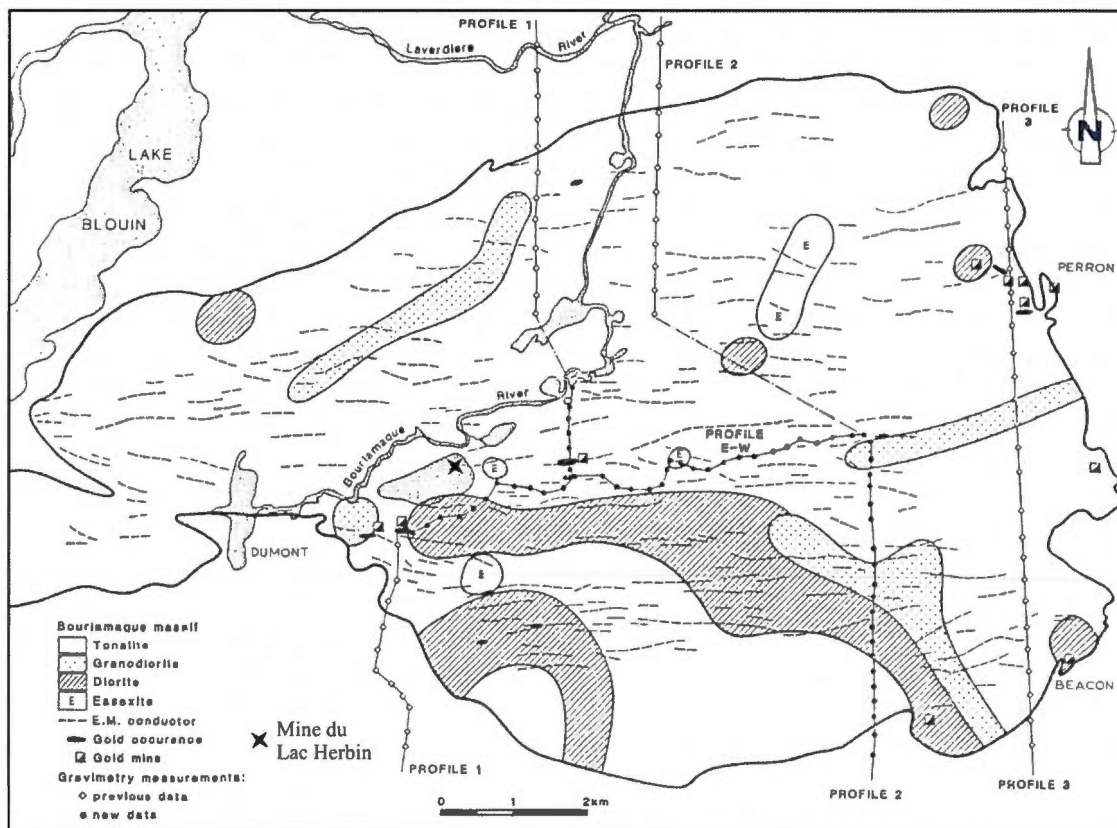 PROFILE 1
Laverdiere
River
PROFILE 2
PROFILE
3
N
LAKE
BLOUIN
E
E
PERRON
River
Bourlamaque
PROFILE
E-W
E
E
DUMONT
E
BEACON
Bourlamaque massif
Tonalite
Granodiorite
Diorite
E Essexite
E.M. conductor
Gold occurence
Gold mine
Gravimetry measurements:
previous data
new data
Mine du
Lac Herbin
PROFILE 1
0 1 2km
PROFILE 2
PROFILE 3